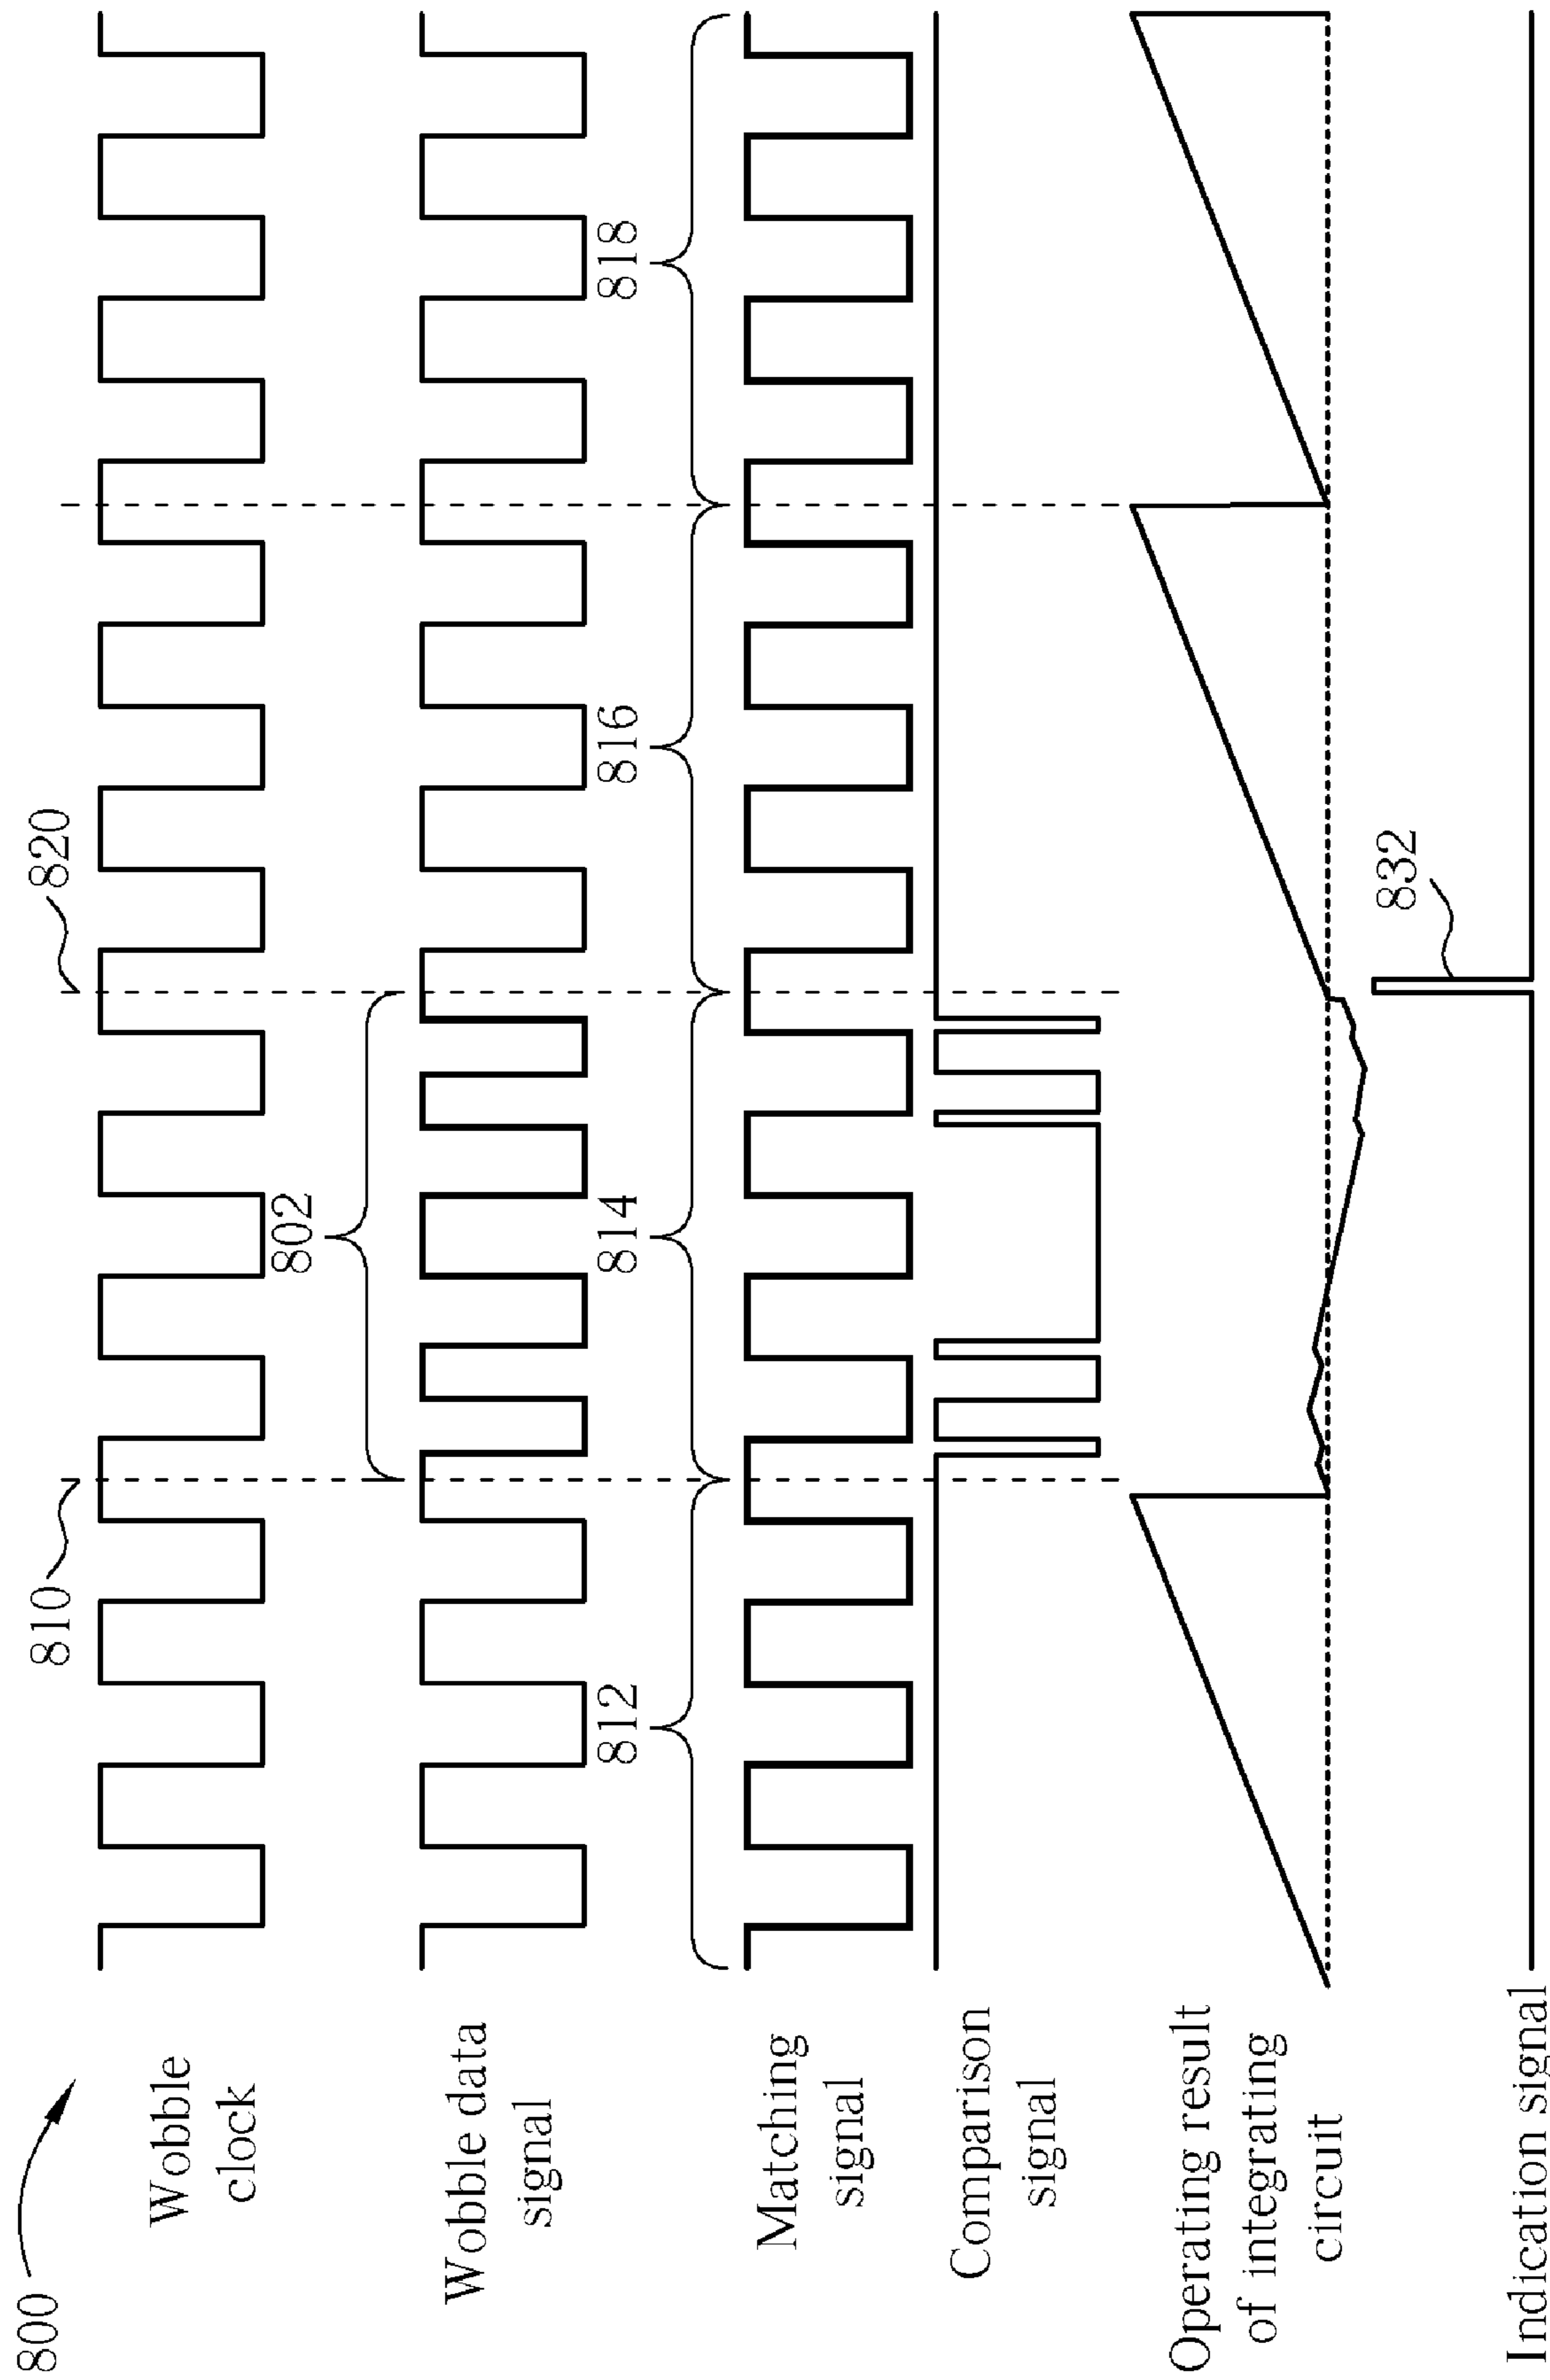 800
810
820
Wobble
clock
802
Wobble data
signal
812
814
816
818
Matching
signal
Comparison
signal
Operating result
of integrating
circuit
832
Indication signal